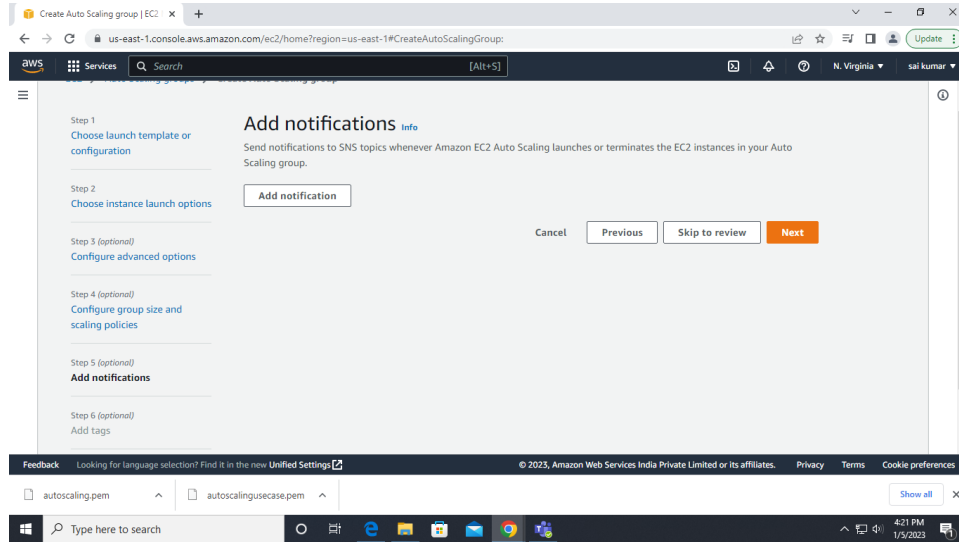 Create Auto Scaling group | EC2
us-east-1.console.aws.amazon.com/ec2/home?region=us-east-1#CreateAutoScalingGroup:
Update
aws
Services
Search
[Alt+S]
N. Virginia
sai kumar
Step 1
Choose launch template or
configuration
Step 2
Choose instance launch options
Step 3 (optional)
Configure advanced options
Step 4 (optional)
Configure group size and
scaling policies
Step 5 (optional)
Add notifications
Step 6 (optional)
Add tags
Add notifications Info
Send notifications to SNS topics whenever Amazon EC2 Auto Scaling launches or terminates the EC2 instances in your Auto
Scaling group.
Add notification
Cancel
Previous
Skip to review
Next
Feedback
Looking for language selection? Find it in the new Unified Settings
© 2023, Amazon Web Services India Private Limited or its affiliates.
Privacy
Terms
Cookie preferences
autoscaling.pem
autoscalingusecase.pem
Show all
Type here to search
4:21 PM
1/5/2023
1